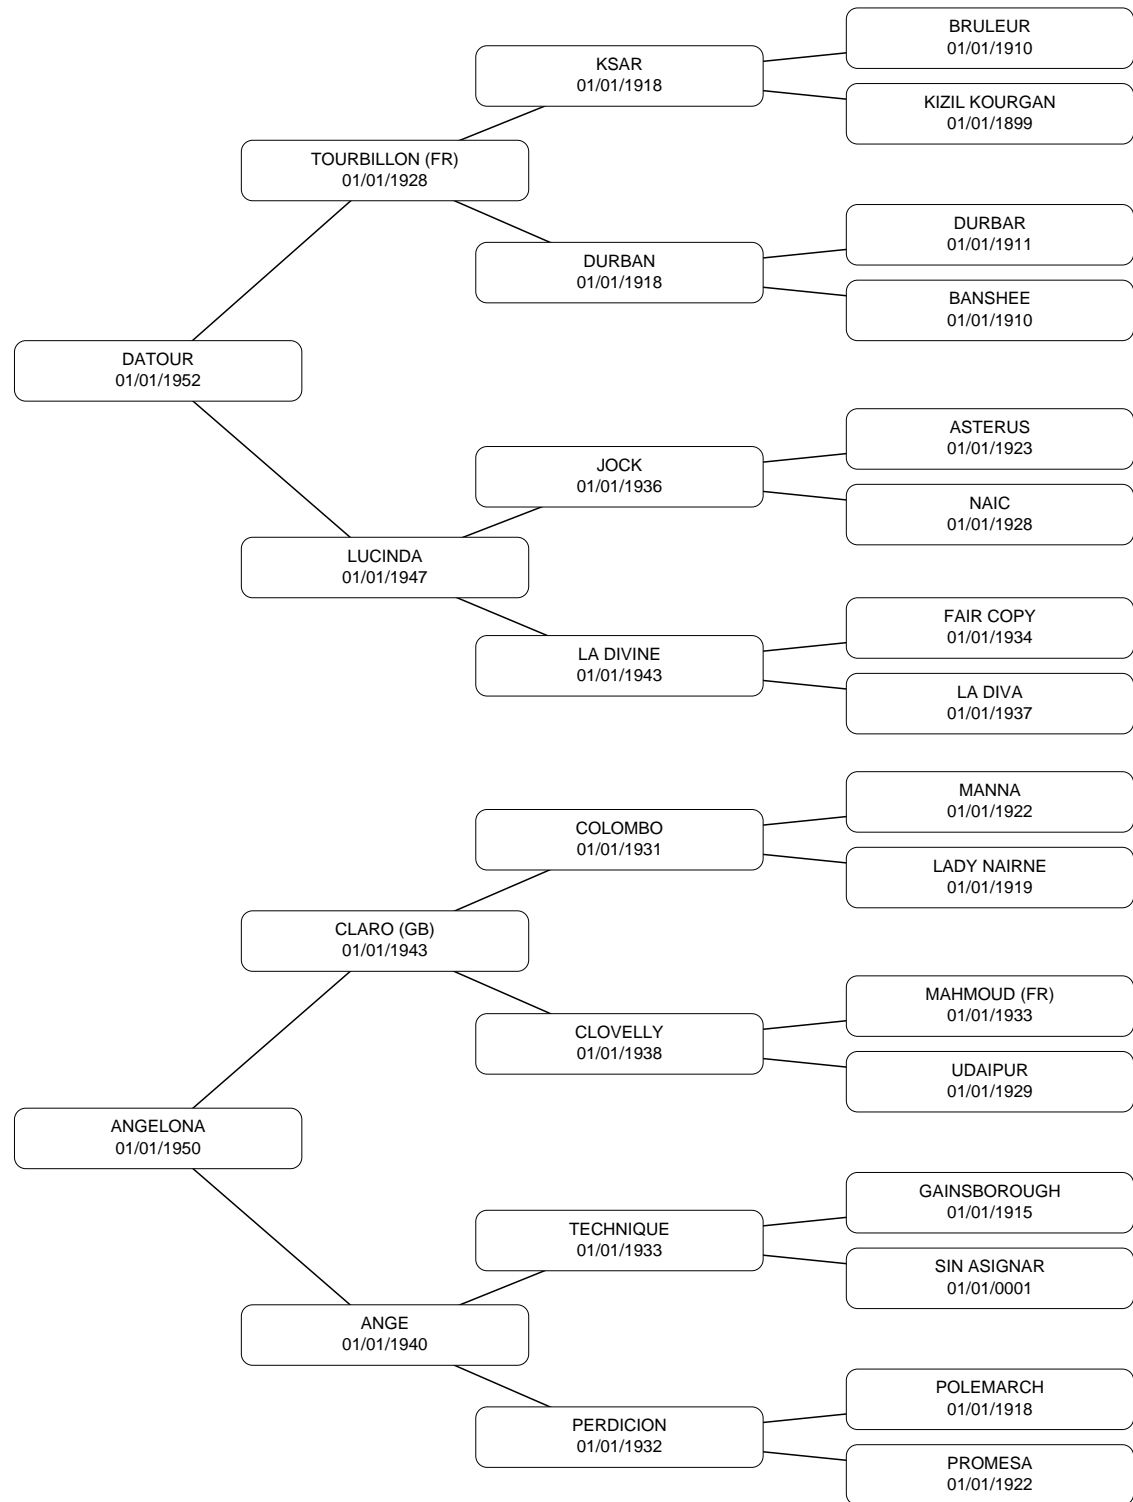 BRULEUR
01/01/1910
KSAR
01/01/1918
KIZIL KOURGAN
01/01/1899
TOURBILLON (FR)
01/01/1928
DURBAR
01/01/1911
DURBAN
01/01/1918
BANSHEE
01/01/1910
DATOUR
01/01/1952
ASTERUS
01/01/1923
JOCK
01/01/1936
NAIC
01/01/1928
LUCINDA
01/01/1947
FAIR COPY
01/01/1934
LA DIVINE
01/01/1943
LA DIVA
01/01/1937
MANNA
01/01/1922
COLOMBO
01/01/1931
LADY NAIRNE
01/01/1919
CLARO (GB)
01/01/1943
MAHMOUD (FR)
01/01/1933
CLOVELLY
01/01/1938
UDAIPUR
01/01/1929
ANGELONA
01/01/1950
GAINSBOROUGH
01/01/1915
TECHNIQUE
01/01/1933
SIN ASIGNAR
01/01/0001
ANGE
01/01/1940
POLEMARCH
01/01/1918
PERDICION
01/01/1932
PROMESA
01/01/1922